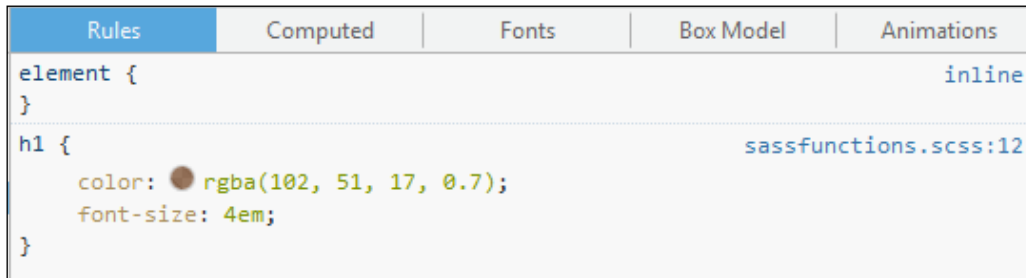 Rules Computed Fonts Box Model Animations
element { inline
}
h1 { sassfunctions.scss:12
color: rgba(102, 51, 17, 0.7);
font-size: 4em;
}